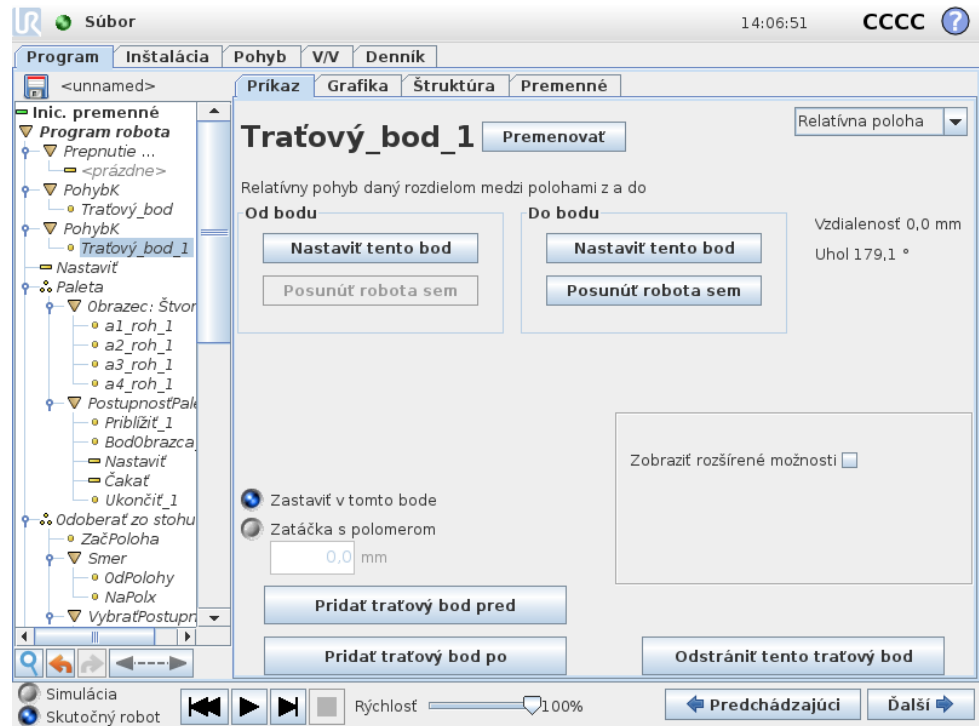 UR Súbor 14:06:51 CCCC ?
Program Inštalácia Pohyb V/V Denník
<unnamed> Príkaz Grafika Štruktúra Premenné
Inic. premenné
Program robota
Prepnutie ...
<prázdne>
PohybK
Traťový_bod
PohybK
Traťový_bod_1
Nastaviť
Paleta
Obrazec: Štvor
a1_roh_1
a2_roh_1
a3_roh_1
a4_roh_1
PostupnosťPale
Priblížiť_1
BodObrazca_
Nastaviť
Čakať
Ukončiť_1
Odoberať zo stohu
ZačPoloha
Smer
OdPolohy
NaPolx
VybraťPostupn
Traťový_bod_1 Premenovať
Relatívna poloha
Relatívny pohyb daný rozdielom medzi polohami z a do
Od bodu
Nastaviť tento bod
Posunúť robota sem
Do bodu
Nastaviť tento bod
Posunúť robota sem
Vzdialenosť 0,0 mm
Uhol 179,1 °
Zobraziť rozšírené možnosti
Zastaviť v tomto bode
Zatáčka s polomerom
0,0 mm
Pridať traťový bod pred
Pridať traťový bod po
Odstrániť tento traťový bod
Simulácia
Skutočný robot
Rýchlosť 100%
Predchádzajúci
Ďalší